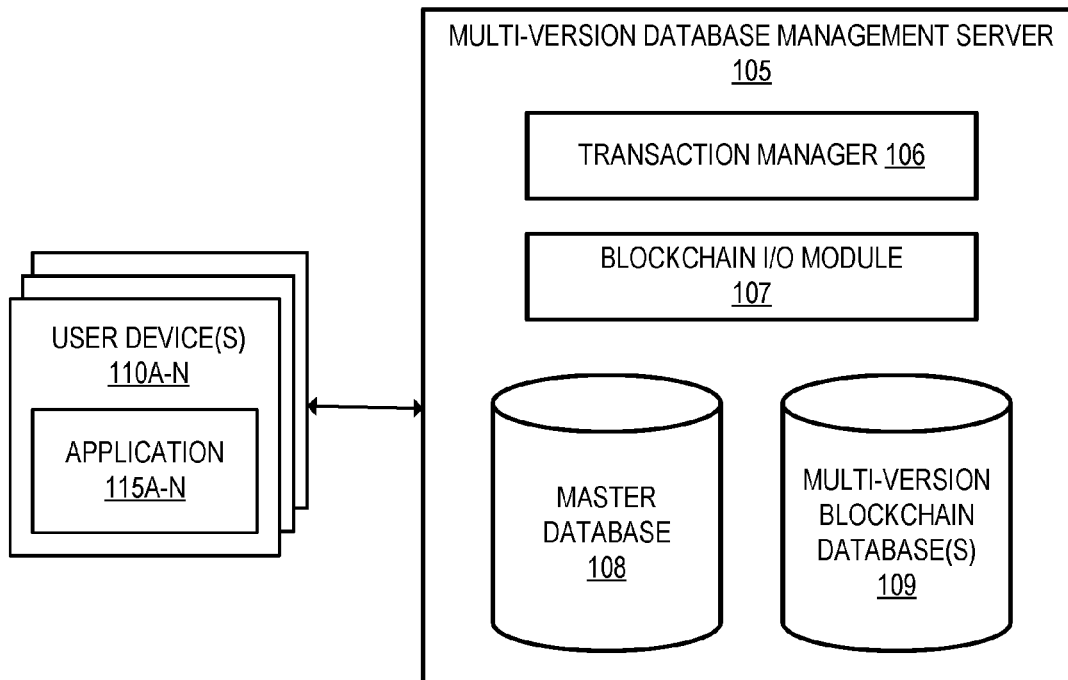 MULTI-VERSION DATABASE MANAGEMENT SERVER
105
TRANSACTION MANAGER 106
BLOCKCHAIN I/O MODULE
107
USER DEVICE(S)
110A-N
APPLICATION
115A-N
MASTER
DATABASE
108
MULTI-VERSION
BLOCKCHAIN
DATABASE(S)
109